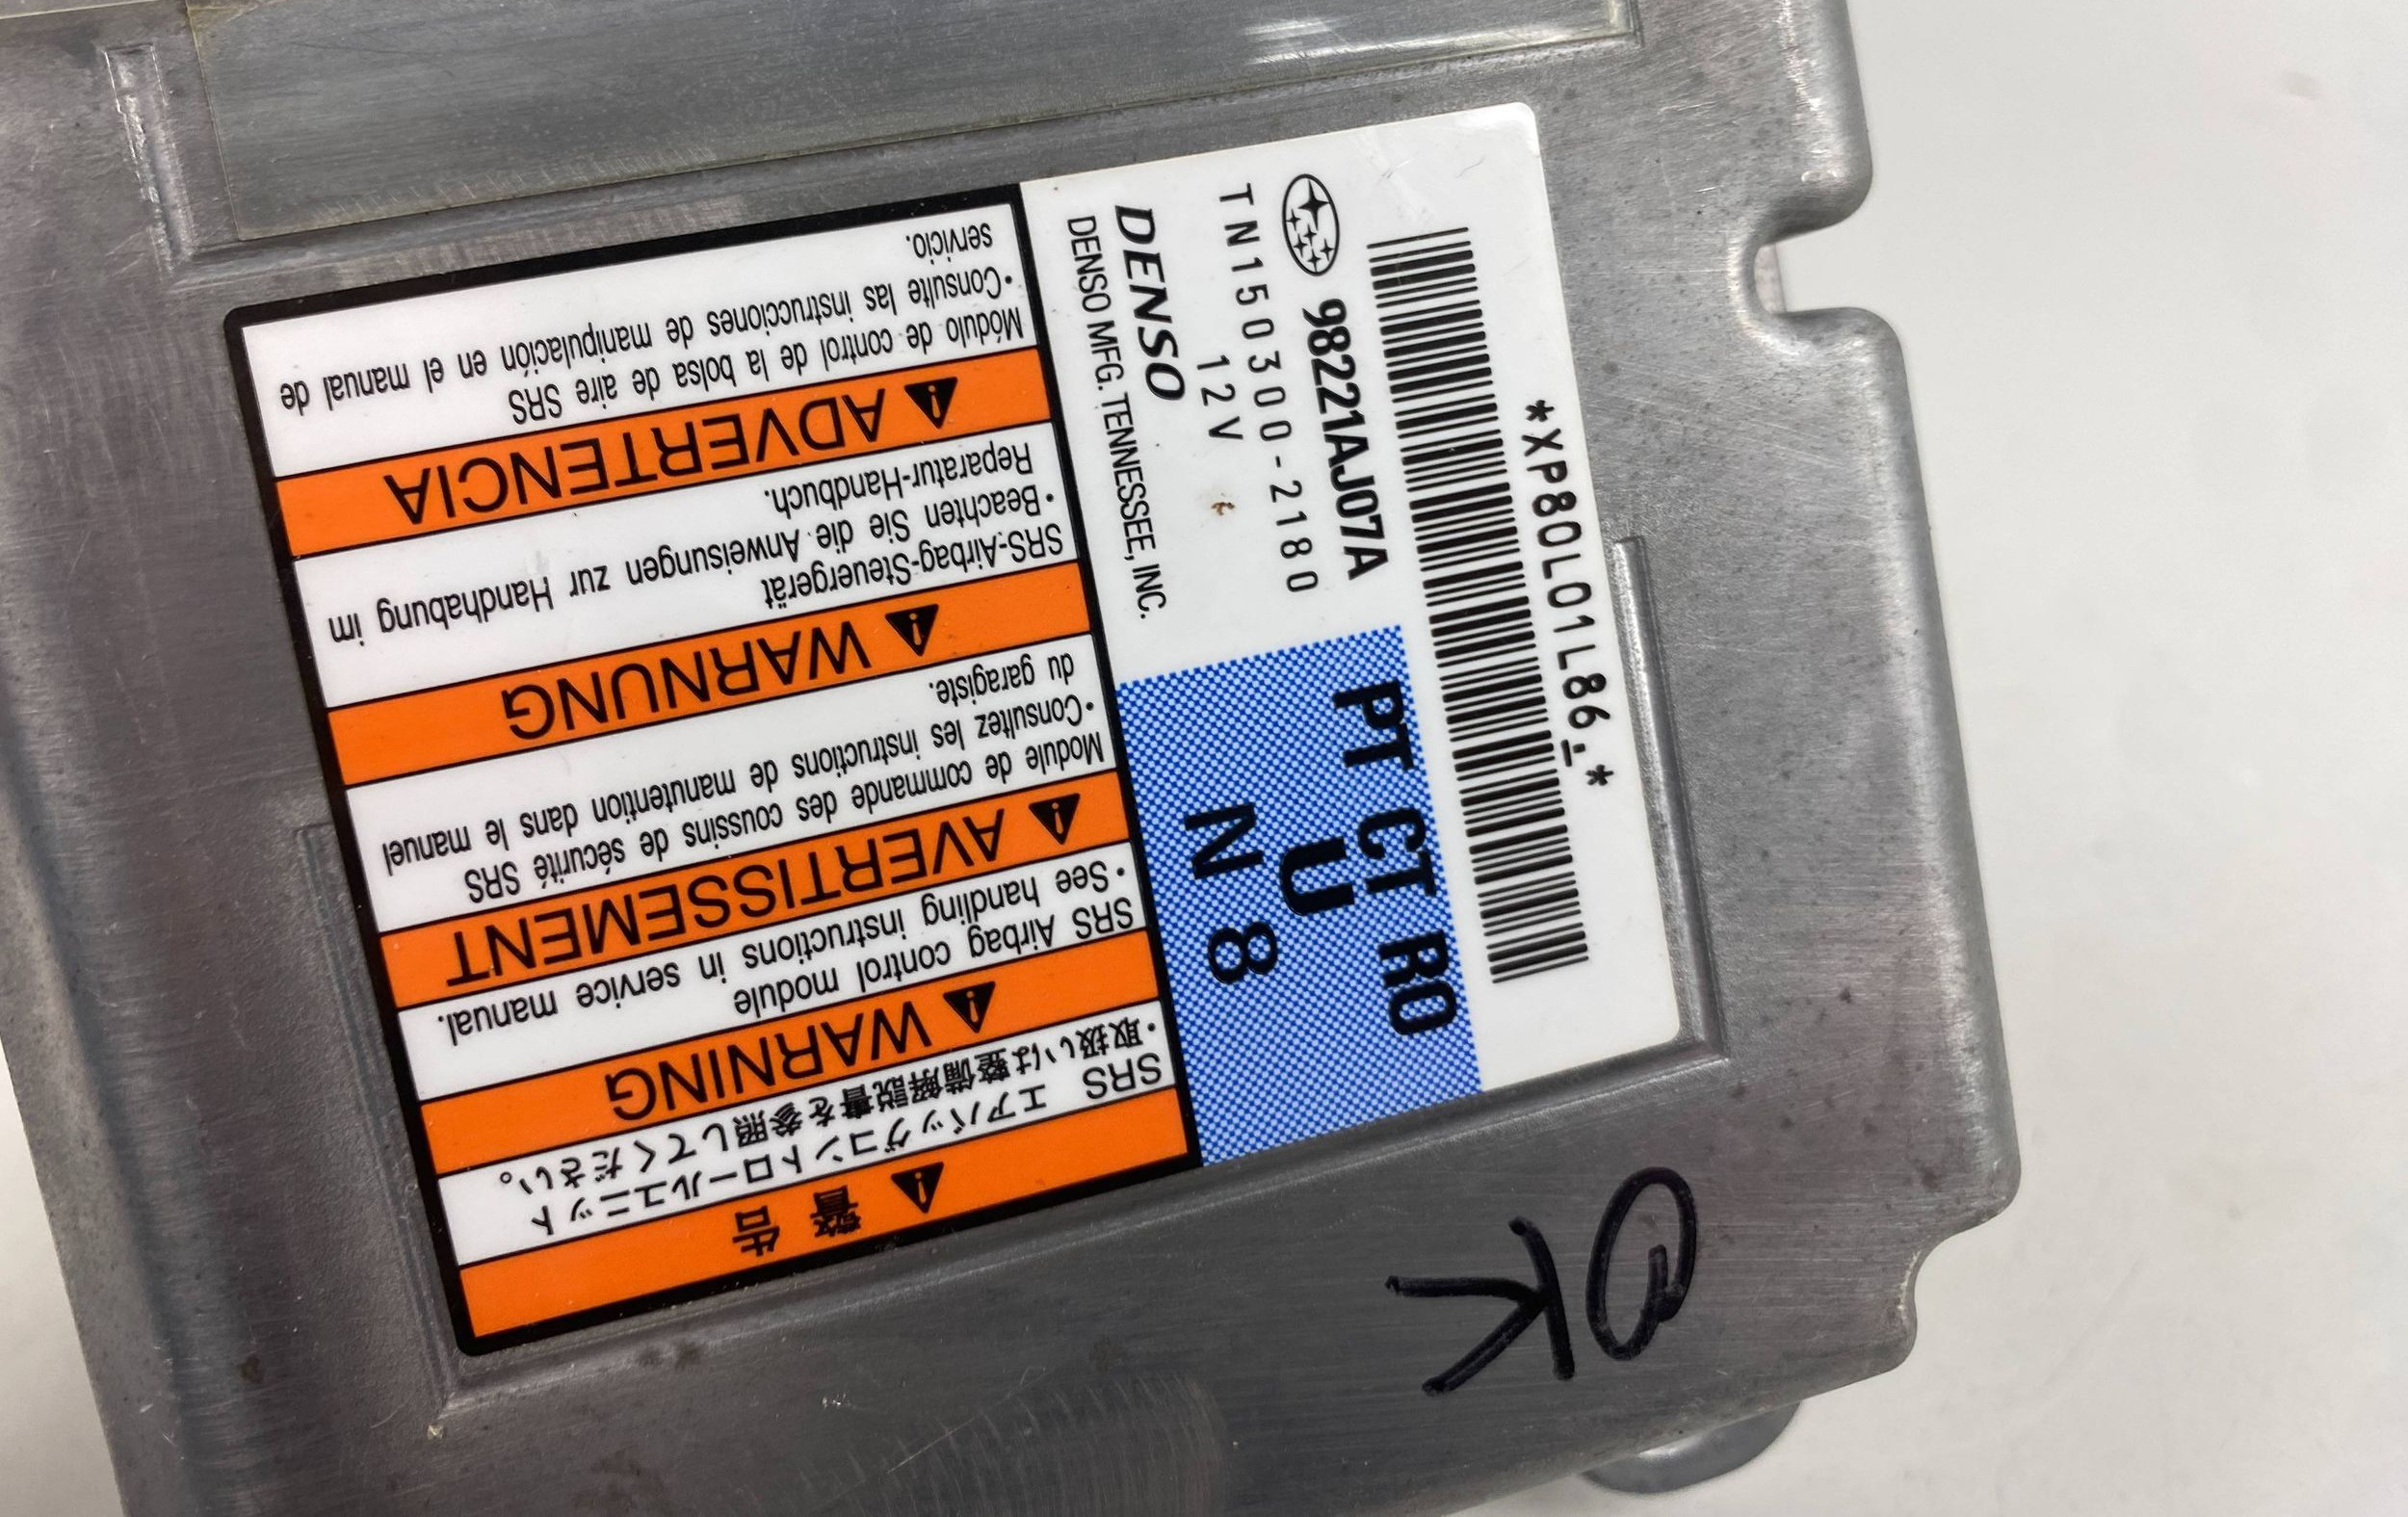 *XP80L01L86.-*
98221AJ07A
TN150300-2180
12V
DENSO
DENSO MFG. TENNESSEE, INC.
PT CT RO
U
N8
警告
SRS エアバッグコントロールユニット
・取扱いは整備解説書を参照してください。
WARNING
SRS Airbag control module
・See handling instructions in service manual.
AVERTISSEMENT
Module de commande des coussins de sécurité SRS
・Consultez les instructions de manutention dans le manuel
du garagiste.
WARNUNG
SRS-Airbag-Steuergerät
・Beachten Sie die Anweisungen zur Handhabung im
Reparatur-Handbuch.
ADVERTENCIA
Módulo de control de la bolsa de aire SRS
・Consulte las instrucciones de manipulación en el manual de
servicio.
OK